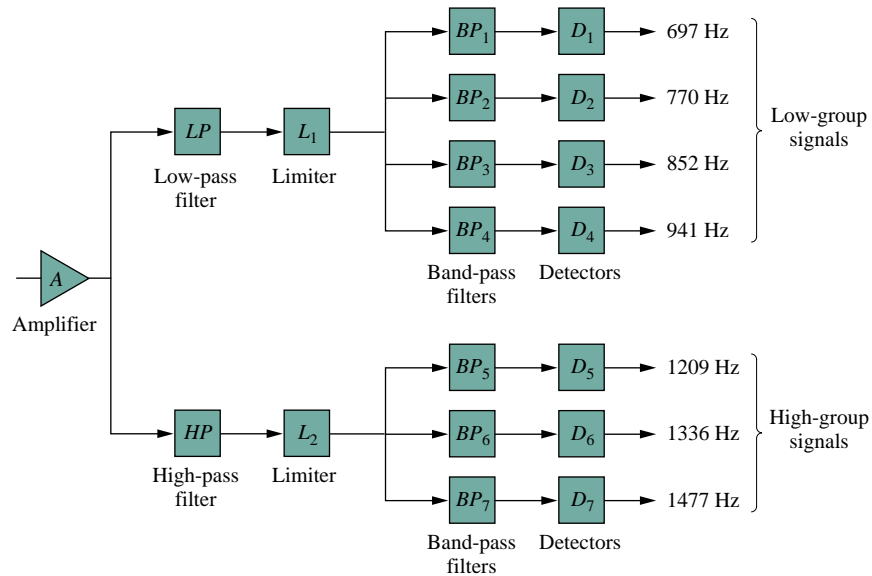 BP1 D1 697 Hz
BP2 D2 770 Hz
Low-group
signals
LP L1
BP3 D3 852 Hz
Low-pass
filter
Limiter
BP4 D4 941 Hz
A
Band-pass
filters
Detectors
Amplifier
BP5 D5 1209 Hz
HP L2
BP6 D6 1336 Hz
High-group
signals
High-pass
filter
Limiter
BP7 D7 1477 Hz
Band-pass
filters
Detectors